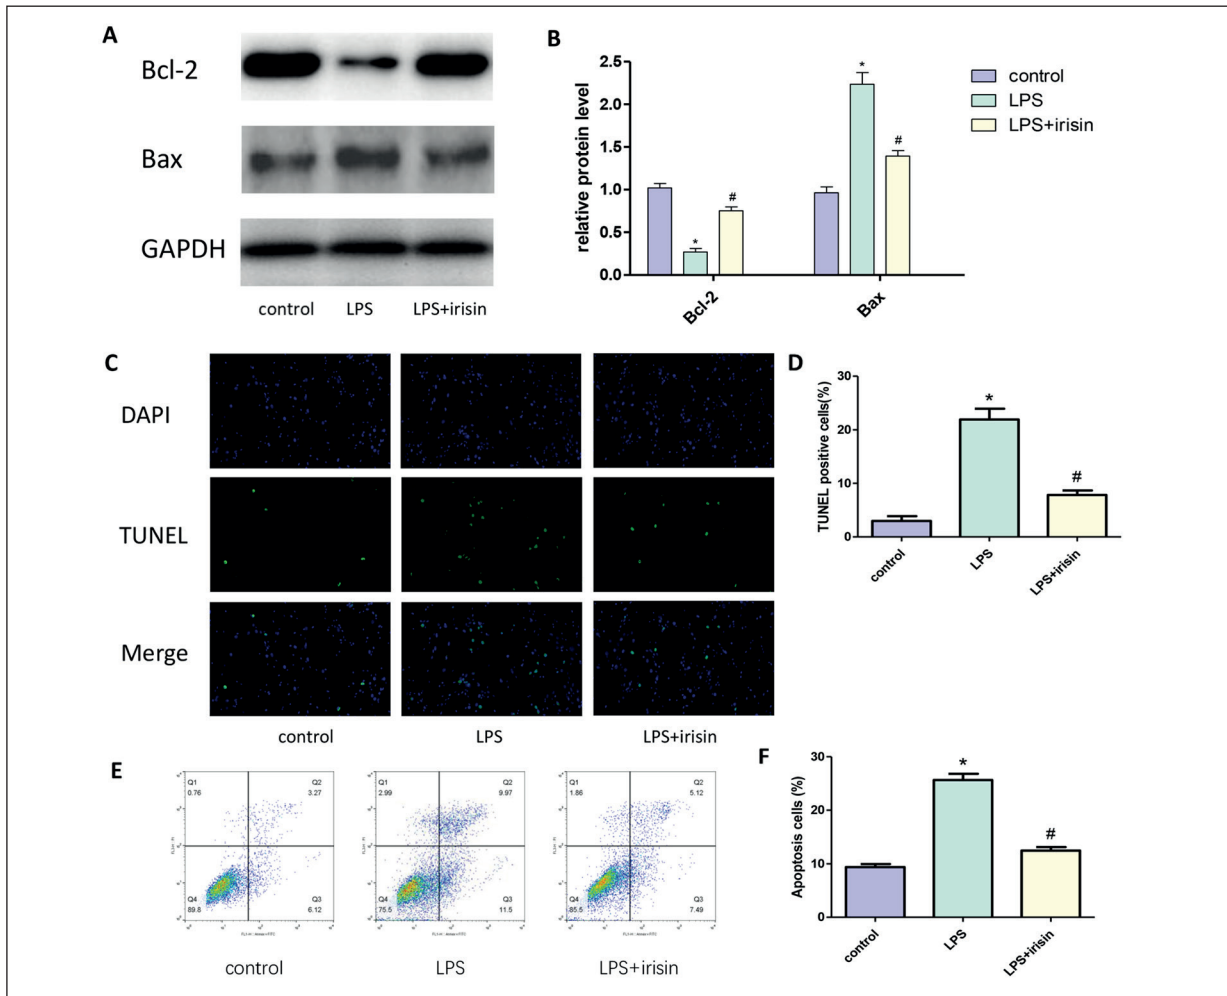 A
Bcl-2
Bax
GAPDH
control LPS LPS+irisin
B
relative protein level
2.5
2.0
1.5
1.0
0.5
0.0
*
#
*
#
Bcl-2 Bax
control
LPS
LPS+irisin
C
DAPI
TUNEL
Merge
control LPS LPS+irisin
D
TUNEL positive cells(%)
30
20
10
0
*
#
control LPS LPS+irisin
E
Q1 Q2
0.76 3.27
Q4 Q3
89.8 6.12
Q1 Q2
2.99 9.97
Q4 Q3
75.5 11.5
Q1 Q2
1.86 5.12
Q4 Q3
85.5 7.49
control LPS LPS+irisin
F
Apoptosis cells (%)
30
20
10
0
*
#
control LPS LPS+irisin